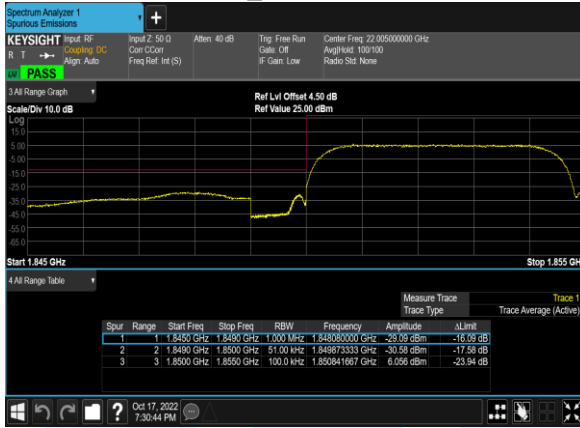 Spectrum Analyzer 1
Spurious Emissions
KEYSIGHT Input: RF Input Z: 50 Ω Atten: 40 dB Trig: Free Run Center Freq: 22.005000000 GHz
R T Coupling: DC Corr CCorr Gate: Off Avg|Hold: 100/100
Align: Auto Freq Ref: Int (S) IF Gain: Low Radio Std: None
PASS
3 All Range Graph
Ref Lvl Offset 4.50 dB
Scale/Div 10.0 dB Ref Value 25.00 dBm
Log
15.0
5.00
-5.00
-15.0
-25.0
-35.0
-45.0
-55.0
-65.0
Start 1.845 GHz Stop 1.855 GH
4 All Range Table
Measure Trace Trace 1
Trace Type Trace Average (Active)
Spur Range Start Freq Stop Freq RBW Frequency Amplitude ΔLimit
1 1 1.8450 GHz 1.8490 GHz 1.000 MHz 1.848080000 GHz -29.09 dBm -16.09 dB
2 2 1.8490 GHz 1.8500 GHz 51.00 kHz 1.849873333 GHz -30.58 dBm -17.58 dB
3 3 1.8500 GHz 1.8550 GHz 100.0 kHz 1.850841667 GHz 6.056 dBm -23.94 dB
? Oct 17, 2022
7:30:44 PM